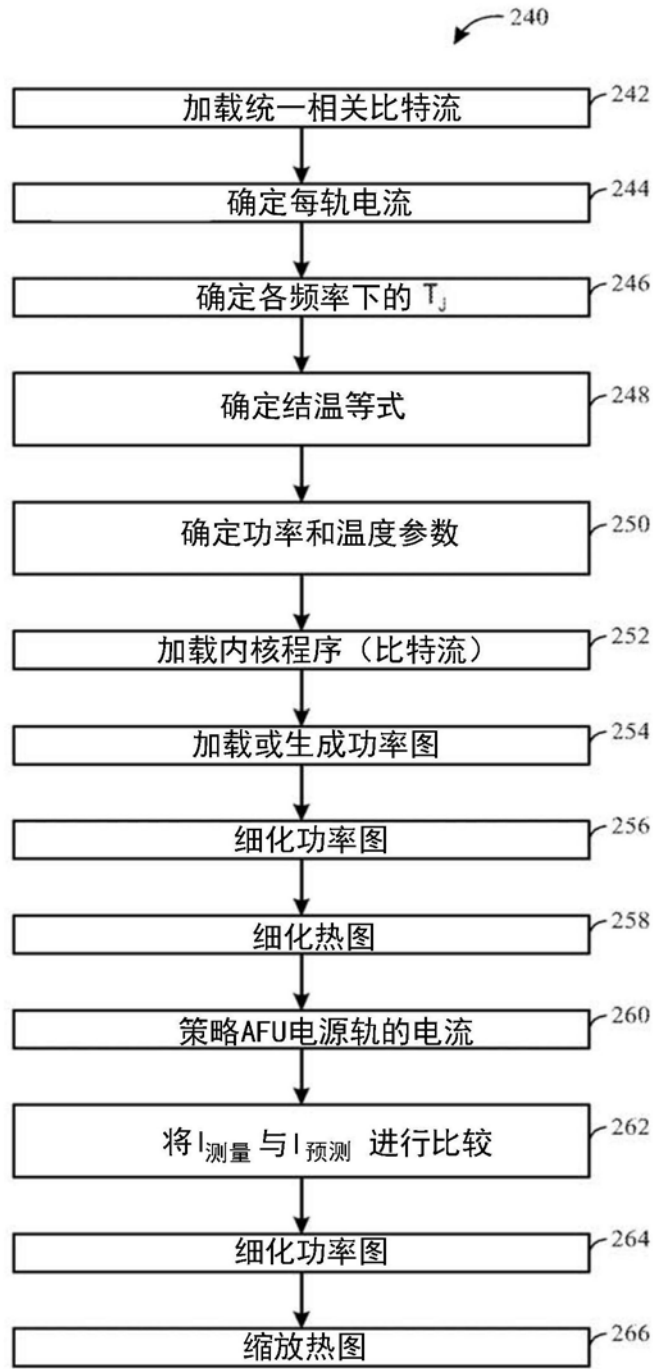 240
加载统一相关比特流
242
确定每轨电流
244
确定各频率下的 Tj
246
确定结温等式
248
确定功率和温度参数
250
加载内核程序（比特流）
252
加载或生成功率图
254
细化功率图
256
细化热图
258
策略AFU电源轨的电流
260
将I测量与I预测 进行比较
262
细化功率图
264
缩放热图
266